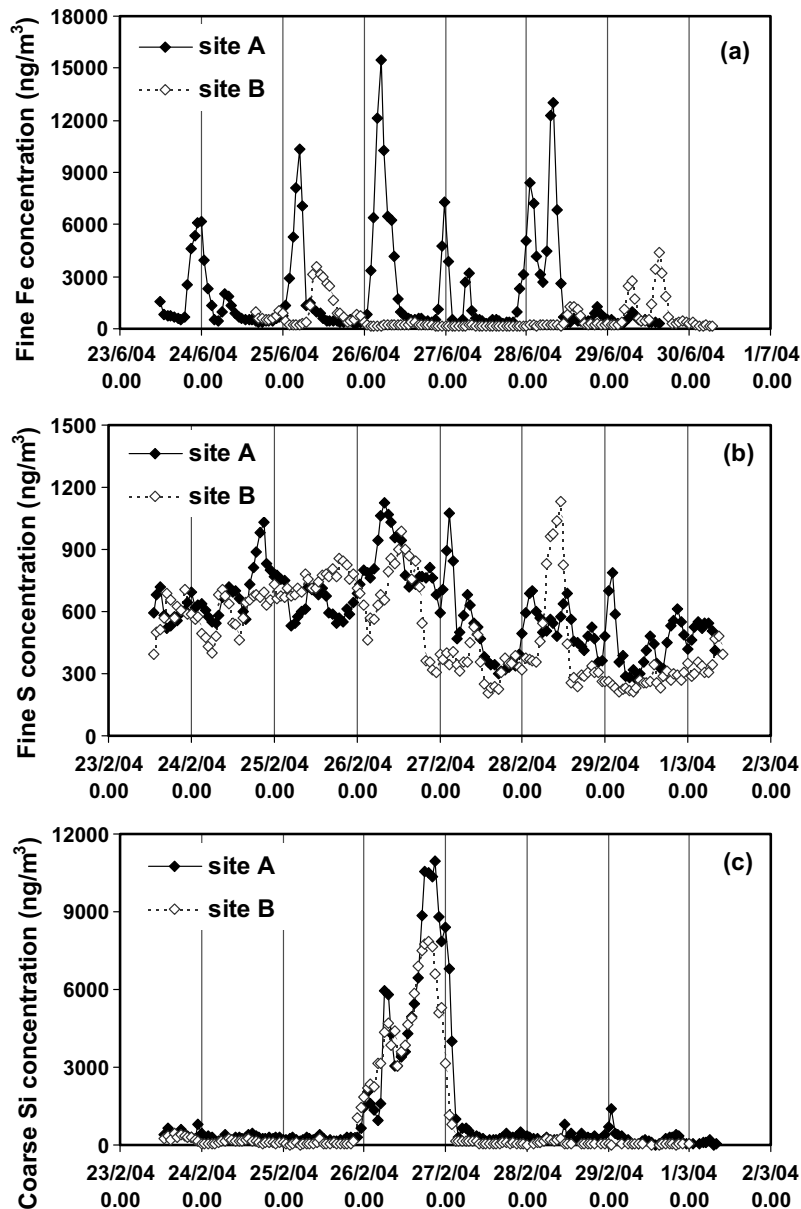 (a)
site A
site B
Fine Fe concentration (ng/m³)
18000
15000
12000
9000
6000
3000
0
23/6/04 24/6/04 25/6/04 26/6/04 27/6/04 28/6/04 29/6/04 30/6/04 1/7/04
0.00 0.00 0.00 0.00 0.00 0.00 0.00 0.00 0.00
(b)
site A
site B
Fine S concentration (ng/m³)
1500
1200
900
600
300
0
23/2/04 24/2/04 25/2/04 26/2/04 27/2/04 28/2/04 29/2/04 1/3/04 2/3/04
0.00 0.00 0.00 0.00 0.00 0.00 0.00 0.00 0.00
(c)
site A
site B
Coarse Si concentration (ng/m³)
12000
9000
6000
3000
0
23/2/04 24/2/04 25/2/04 26/2/04 27/2/04 28/2/04 29/2/04 1/3/04 2/3/04
0.00 0.00 0.00 0.00 0.00 0.00 0.00 0.00 0.00